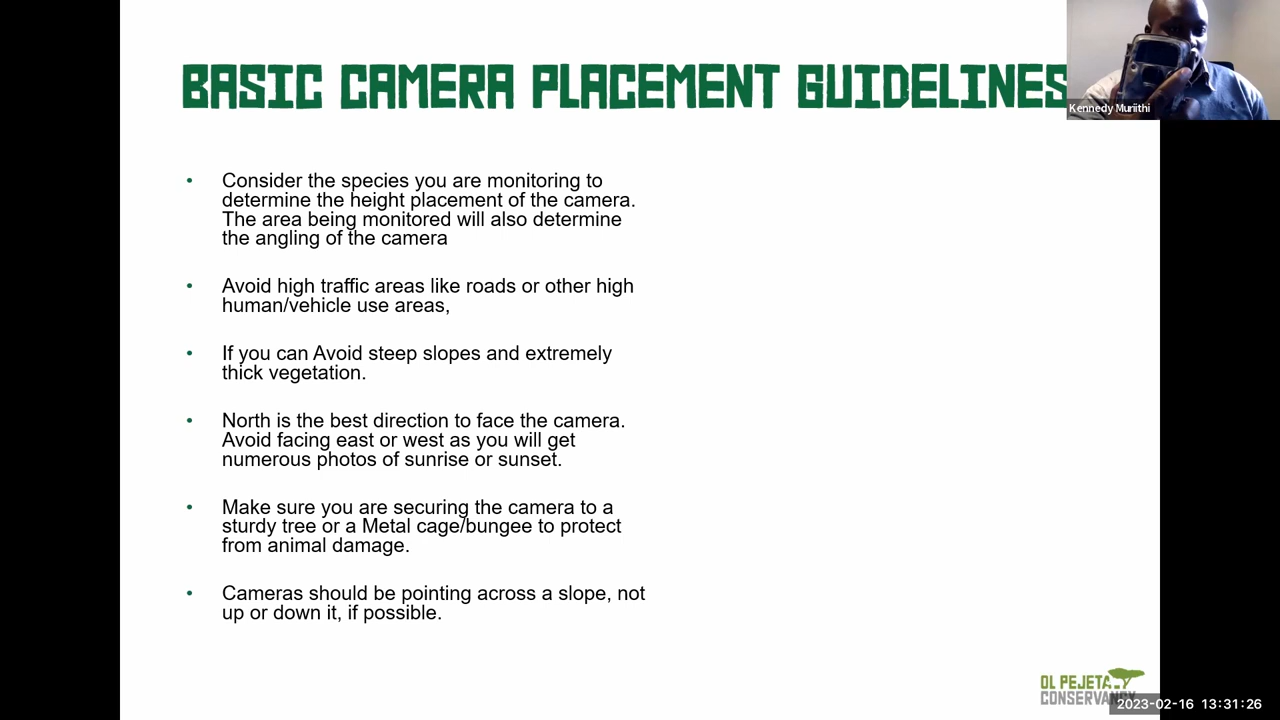 BASIC CAMERA PLACEMENT GUIDELINES
Kennedy Muriithi
• Consider the species you are monitoring to
determine the height placement of the camera.
The area being monitored will also determine
the angling of the camera
• Avoid high traffic areas like roads or other high
human/vehicle use areas,
• If you can Avoid steep slopes and extremely
thick vegetation.
• North is the best direction to face the camera.
Avoid facing east or west as you will get
numerous photos of sunrise or sunset.
• Make sure you are securing the camera to a
sturdy tree or a Metal cage/bungee to protect
from animal damage.
• Cameras should be pointing across a slope, not
up or down it, if possible.
OL PEJETA
CONSERVANCY
2023-02-16 13:31:26